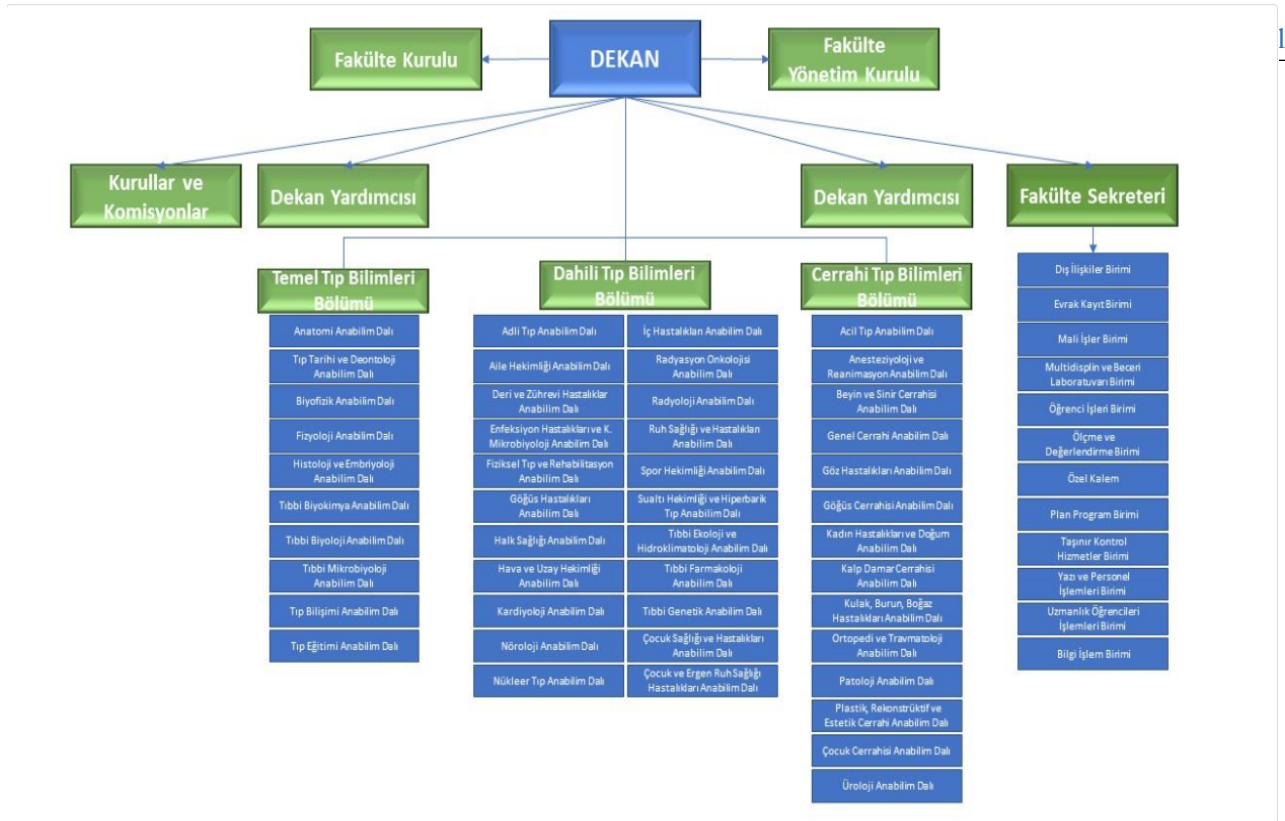 Fakülte Kurulu
DEKAN
Fakülte
Yönetim Kurulu
Kurullar ve
Komisyonlar
Dekan Yardımcısı
Dekan Yardımcısı
Fakülte Sekreteri
Temel Tıp Bilimleri
Bölümü
Anatomi Anabilim Dalı
Tıp Tarihi ve Deontoloji
Anabilim Dalı
Biyofizik Anabilim Dalı
Fizyoloji Anabilim Dalı
Histoloji ve Embriyoloji
Anabilim Dalı
Tıbbi Biyokimya Anabilim Dalı
Tıbbi Biyoloji Anabilim Dalı
Tıbbi Mikrobiyoloji
Anabilim Dalı
Tıp Bilişimi Anabilim Dalı
Tıp Eğitimi Anabilim Dalı
Dahili Tıp Bilimleri
Bölümü
Adli Tıp Anabilim Dalı
Aile Hekimliği Anabilim Dalı
Deri ve Zührevi Hastalıklar
Anabilim Dalı
Enfeksiyon Hastalıkları ve K.
Mikrobiyoloji Anabilim Dalı
Fiziksel Tıp ve Rehabilitasyon
Anabilim Dalı
Göğüs Hastalıkları
Anabilim Dalı
Halk Sağlığı Anabilim Dalı
Hava ve Uzay Hekimliği
Anabilim Dalı
Kardiyoloji Anabilim Dalı
Nöroloji Anabilim Dalı
Nükleer Tıp Anabilim Dalı
İç Hastalıkları Anabilim Dalı
Radyasyon Onkolojisi
Anabilim Dalı
Radyoloji Anabilim Dalı
Ruh Sağlığı ve Hastalıkları
Anabilim Dalı
Spor Hekimliği Anabilim Dalı
Sualtı Hekimliği ve Hiperbarik
Tıp Anabilim Dalı
Tıbbi Ekoloji ve
Hidroklimatoloji Anabilim Dalı
Tıbbi Farmakoloji
Anabilim Dalı
Tıbbi Genetik Anabilim Dalı
Çocuk Sağlığı ve Hastalıkları
Anabilim Dalı
Çocuk ve Ergen Ruh Sağlığı
Hastalıkları Anabilim Dalı
Cerrahi Tıp Bilimleri
Bölümü
Acil Tıp Anabilim Dalı
Anesteziyoloji ve
Reanimasyon Anabilim Dalı
Beyin ve Sinir Cerrahisi
Anabilim Dalı
Genel Cerrahi Anabilim Dalı
Göz Hastalıkları Anabilim Dalı
Göğüs Cerrahisi Anabilim Dalı
Kadın Hastalıkları ve Doğum
Anabilim Dalı
Kalp Damar Cerrahisi
Anabilim Dalı
Kulak, Burun, Boğaz
Hastalıkları Anabilim Dalı
Ortopedi ve Travmatoloji
Anabilim Dalı
Patoloji Anabilim Dalı
Plastik, Rekonstrüktif ve
Estetik Cerrahi Anabilim Dalı
Çocuk Cerrahisi Anabilim Dalı
Üroloji Anabilim Dalı
Dış İlişkiler Birimi
Evrak Kayıt Birimi
Mali İşler Birimi
Multidisplin ve Beceri
Laboratuvarı Birimi
Öğrenci İşleri Birimi
Ölçme ve
Değerlendirme Birimi
Özel Kalem
Plan Program Birimi
Taşınır Kontrol
Hizmetler Birimi
Yazı ve Personel
İşlemleri Birimi
Uzmanlık Öğrencileri
İşlemleri Birimi
Bilgi İşlem Birimi